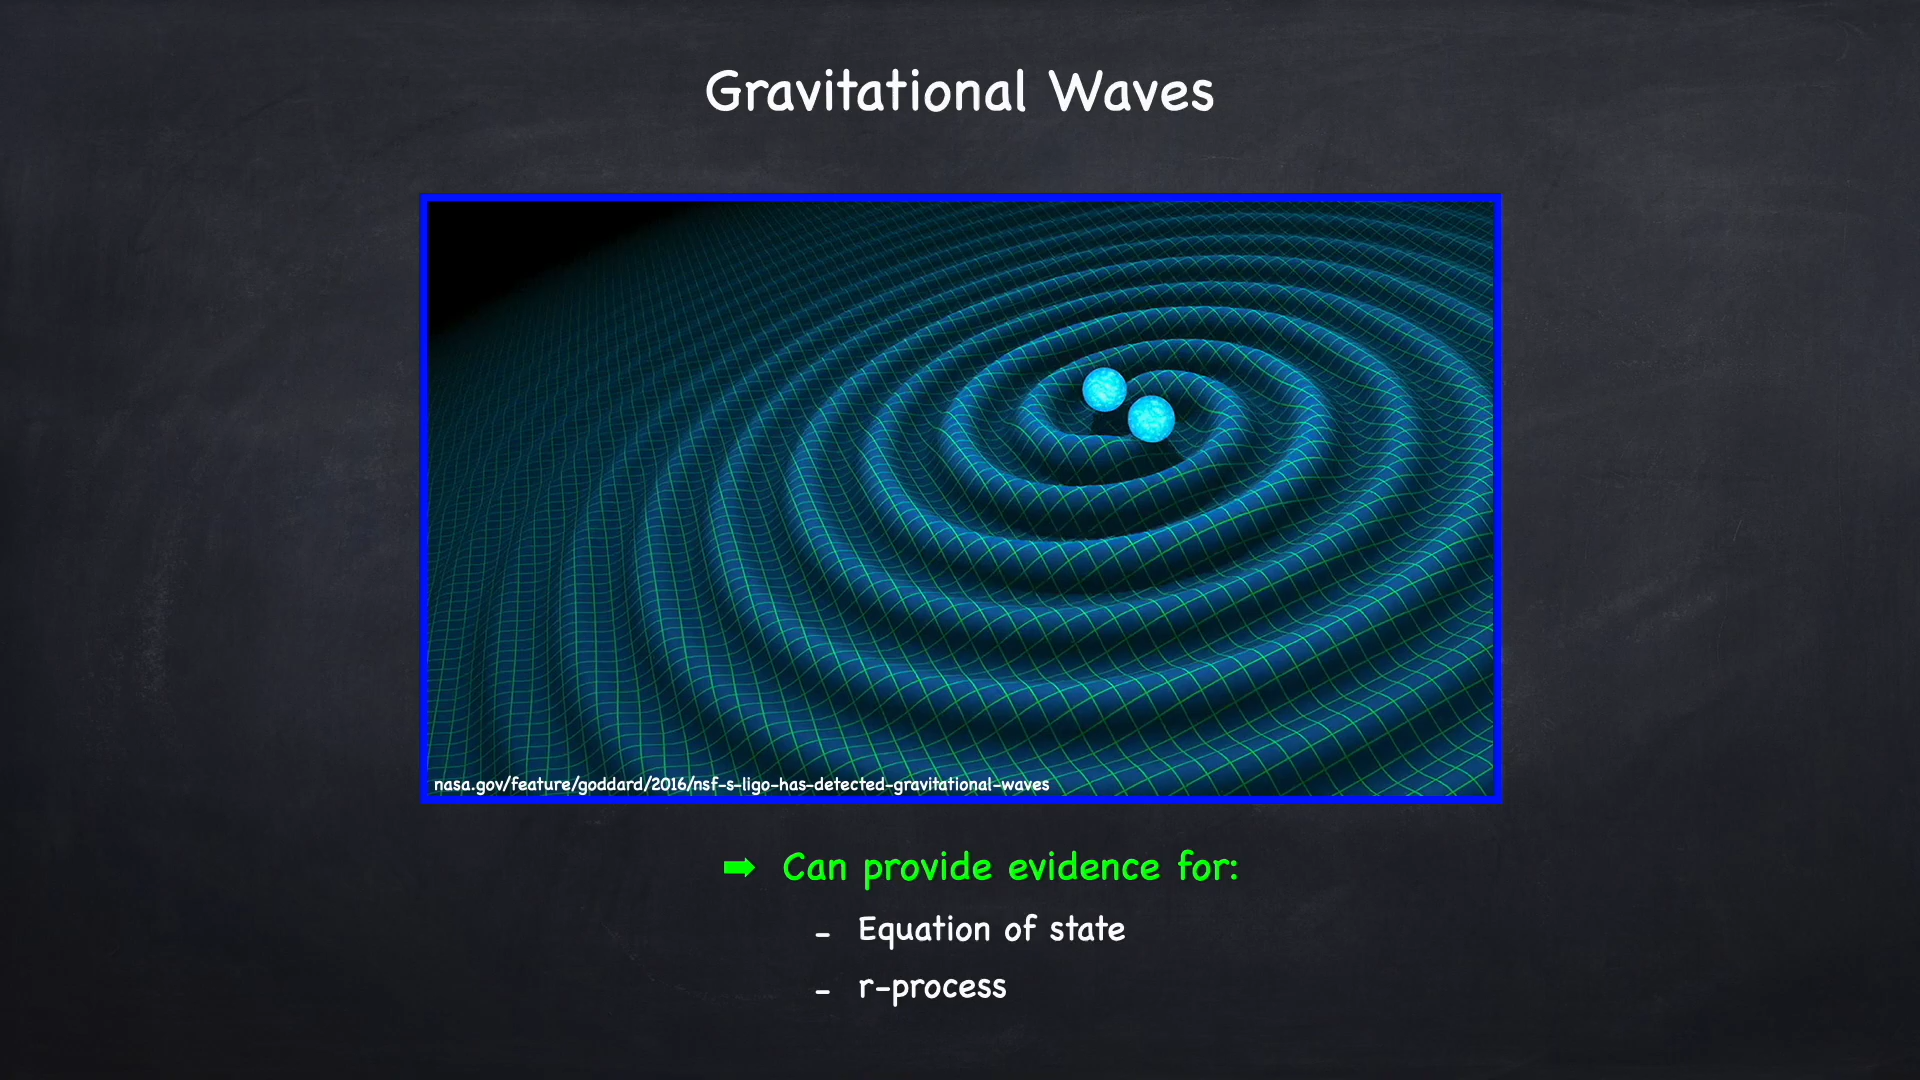 Gravitational Waves
nasa.gov/feature/goddard/2016/nsf-s-ligo-has-detected-gravitational-waves
➡ Can provide evidence for:
- Equation of state
- r-process